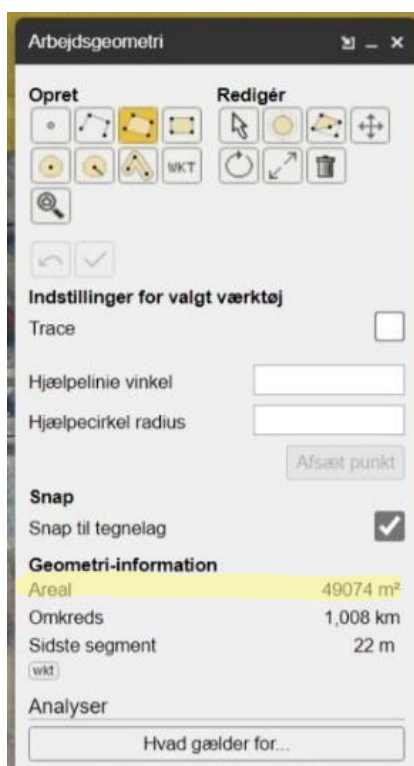 Arbejdsgeometri
Opret Redigér
WKT
Indstillinger for valgt værktøj
Trace
Hjælpelinie vinkel
Hjælpecirkel radius
Afsæt punkt
Snap
Snap til tegnelag
Geometri-information
Areal 49074 m²
Omkreds 1,008 km
Sidste segment 22 m
wkt
Analyser
Hvad gælder for...